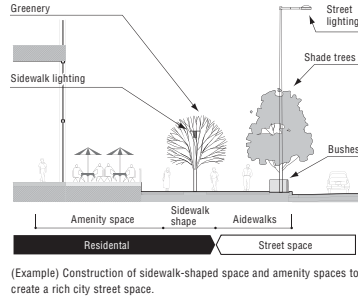 Greenery
Street
lighting
Shade trees
Sidewalk lighting
Bushes
Amenity space
Sidewalk
shape
Aidewalks
Residental
Street space
(Example) Construction of sidewalk-shaped space and amenity spaces to
create a rich city street space.